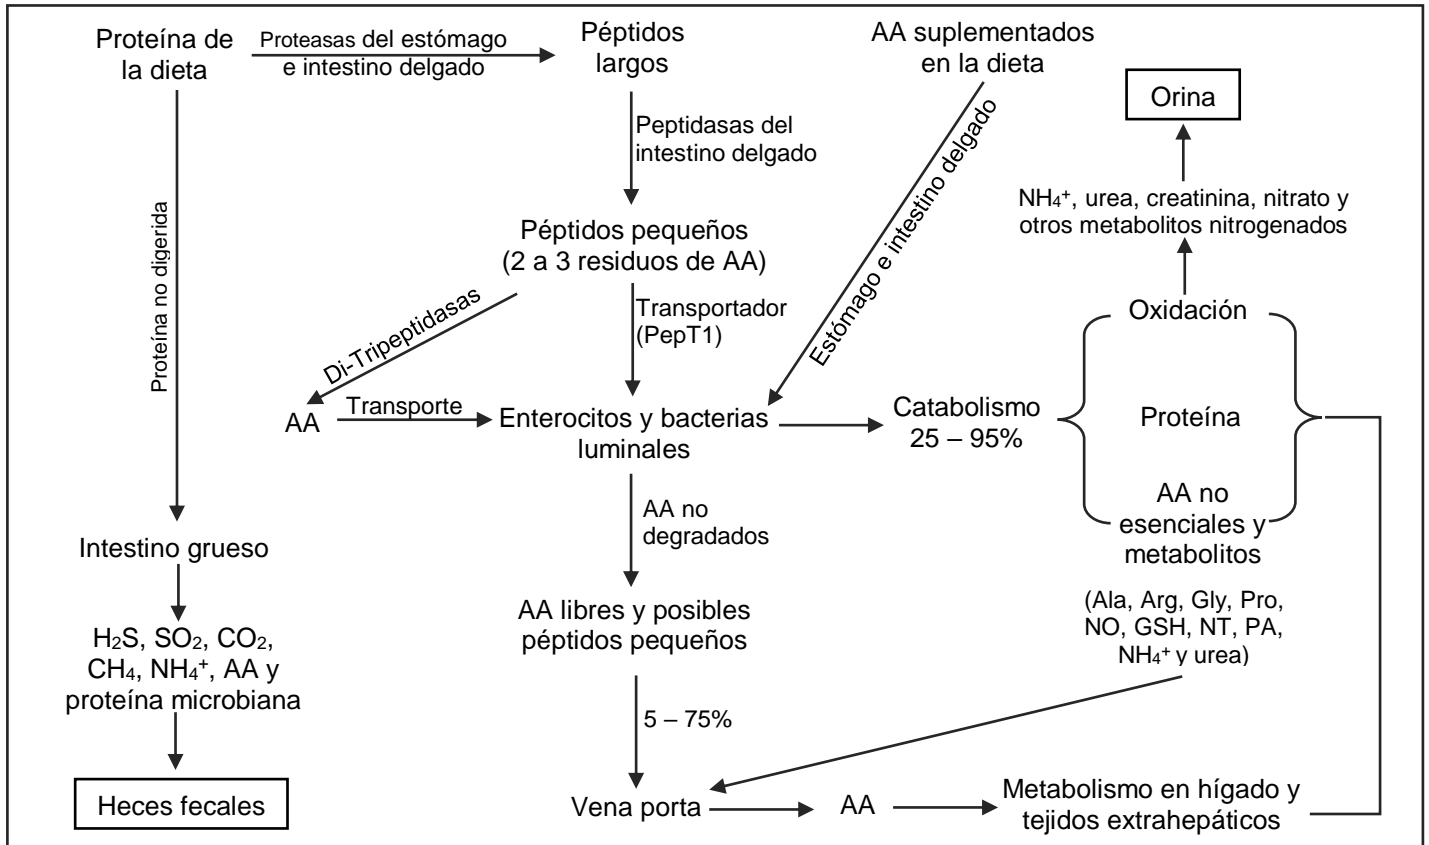 Proteína de
la dieta
Proteasas del estómago
e intestino delgado
Péptidos
largos
AA suplementados
en la dieta
Orina
Peptidasas del
intestino delgado
Estómago e intestino delgado
NH₄⁺, urea, creatinina, nitrato y
otros metabolitos nitrogenados
Proteína no digerida
Péptidos pequeños
(2 a 3 residuos de AA)
Di-Tripeptidasas
Transportador
(PepT1)
Oxidación
AA
Transporte
Enterocitos y bacterias
luminales
Catabolismo
25 – 95%
Proteína
AA no
esenciales y
metabolitos
AA no
degradados
Intestino grueso
(Ala, Arg, Gly, Pro,
NO, GSH, NT, PA,
NH₄⁺ y urea)
AA libres y posibles
péptidos pequeños
H₂S, SO₂, CO₂,
CH₄, NH₄⁺, AA y
proteína microbiana
5 – 75%
Heces fecales
Vena porta
AA
Metabolismo en hígado y
tejidos extrahepáticos